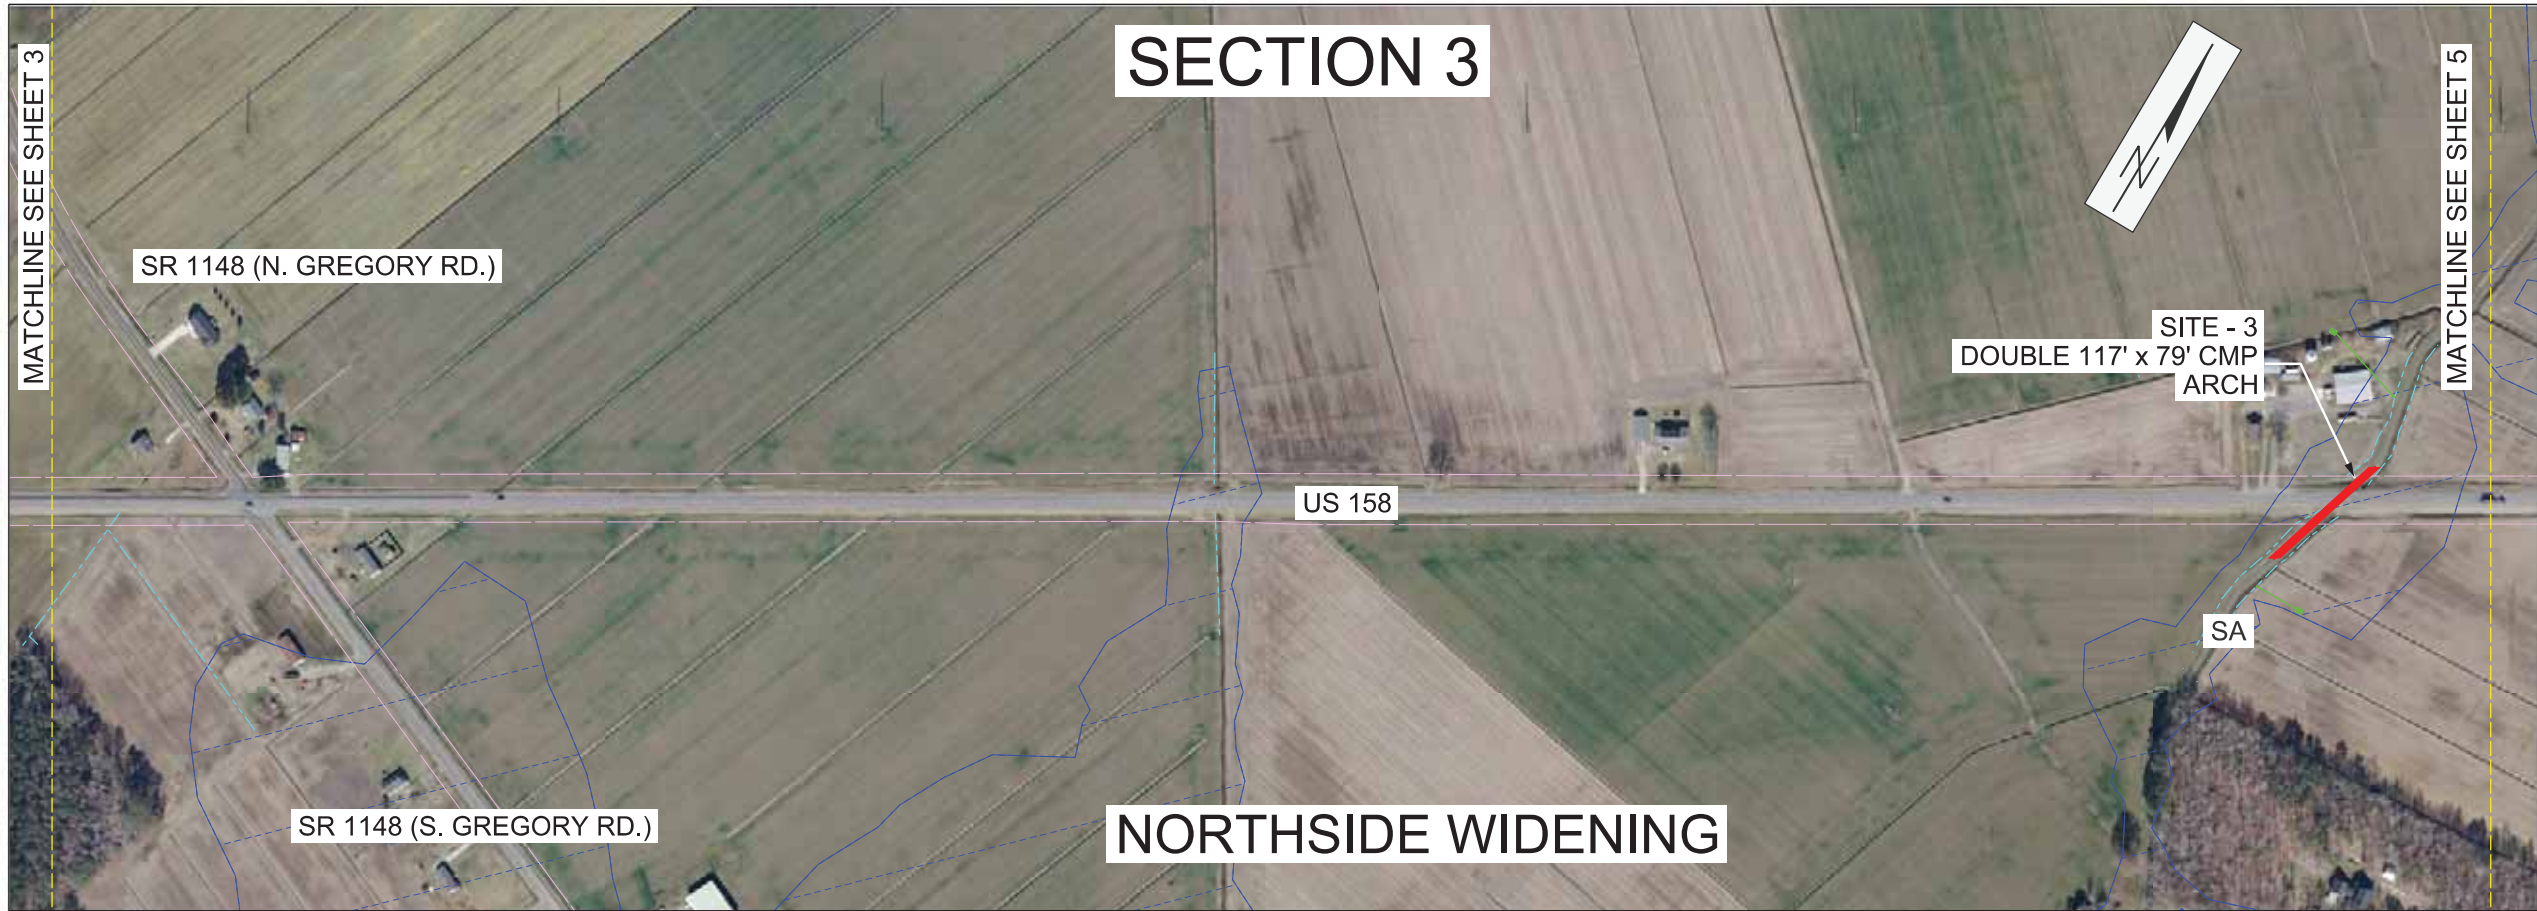 SECTION 3
MATCHLINE SEE SHEET 3
MATCHLINE SEE SHEET 5
N
SR 1148 (N. GREGORY RD.)
SITE - 3
DOUBLE 117' x 79' CMP
ARCH
US 158
SA
SR 1148 (S. GREGORY RD.)
NORTHSIDE WIDENING